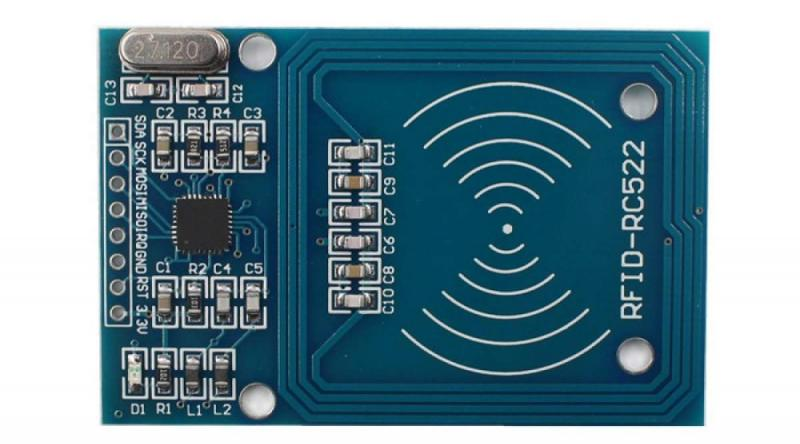 27.120
C13
C12
C2 R3 R4 C3
SDA SCK MOSI MISO IRQ GND RST 3.3V
C1 R2 C4 C5
D1 R1 L1 L2
C11
C9
C7
C6
C8
C10
RFID-RC522